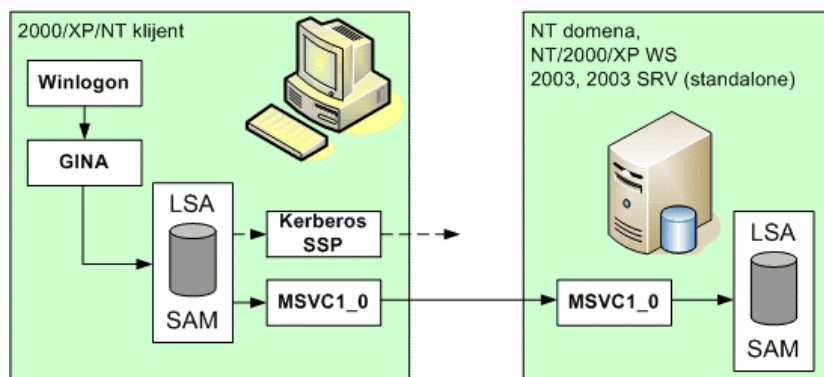 2000/XP/NT klijent
Winlogon
GINA
LSA
SAM
Kerberos
SSP
MSVC1_0
NT domena,
NT/2000/XP WS
2003, 2003 SRV (standalone)
MSVC1_0
LSA
SAM